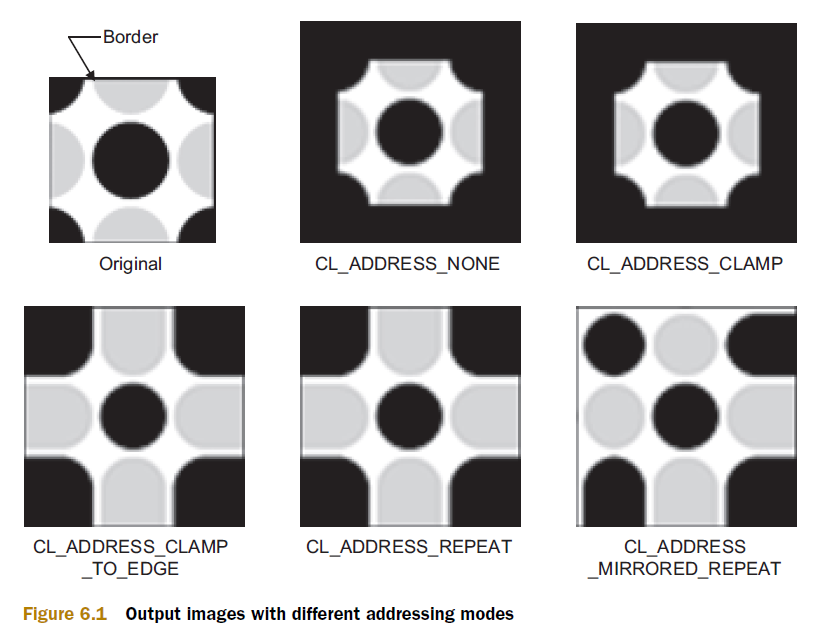 Border
Original
CL_ADDRESS_NONE
CL_ADDRESS_CLAMP
CL_ADDRESS_CLAMP
_TO_EDGE
CL_ADDRESS_REPEAT
CL_ADDRESS
_MIRRORED_REPEAT
Figure 6.1 Output images with different addressing modes